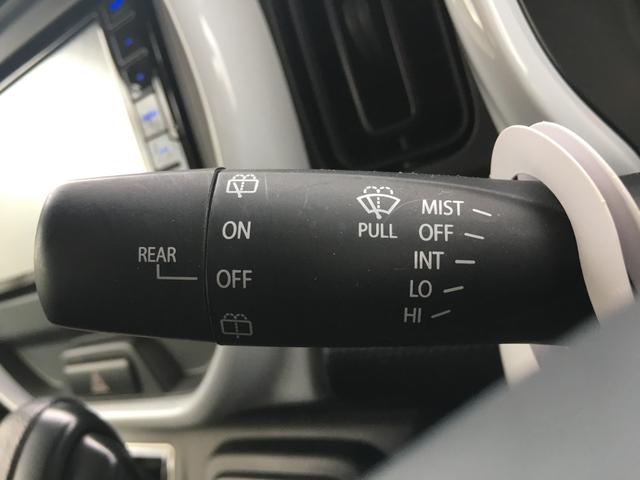 REAR
ON
OFF
PULL
MIST
OFF
INT
LO
HI